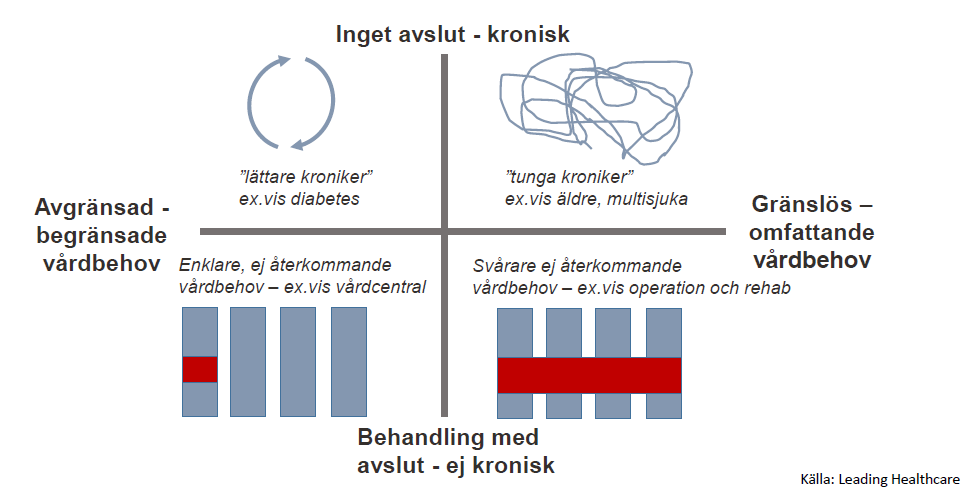 Inget avslut - kronisk
”lättare kroniker”
ex.vis diabetes
”tunga kroniker”
ex.vis äldre, multisjuka
Avgränsad -
begränsade
vårdbehov
Gränslös –
omfattande
vårdbehov
Enklare, ej återkommande
vårdbehov – ex.vis vårdcentral
Svårare ej återkommande
vårdbehov – ex.vis operation och rehab
Behandling med
avslut - ej kronisk
Källa: Leading Healthcare